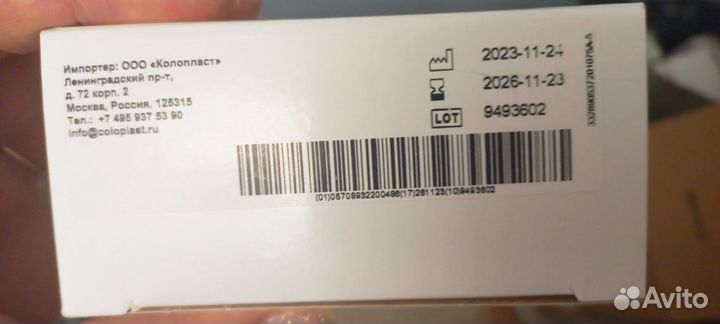 Импортер: ООО «Колопласт»
Ленинградский пр-т,
д. 72 корп. 2
Москва, Россия, 125315
Тел.: +7 495 937 53 90
info@coloplast.ru
2023-11-24
2026-11-23
LOT 9493602
(01)05708932200486(17)261123(10)9493602
Avito